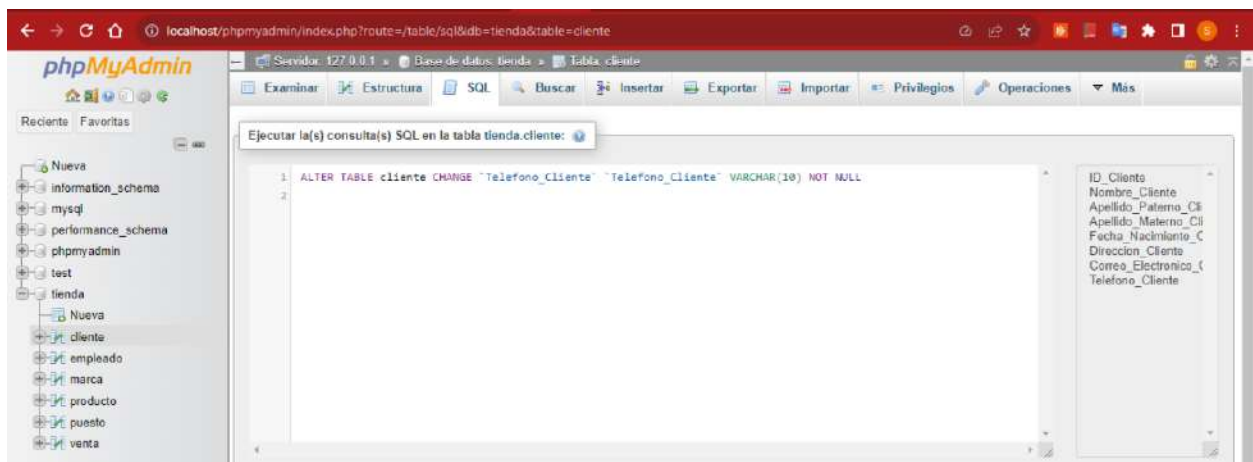 localhost/phpmyadmin/index.php?route=/table/sql&db=tienda&table=cliente
S
phpMyAdmin
Reciente Favoritas
Nueva
information_schema
mysql
performance_schema
phpmyadmin
test
tienda
Nueva
cliente
empleado
marca
producto
puesto
venta
Servidor: 127.0.0.1 » Base de datos: tienda » Tabla: cliente
Examinar Estructura SQL Buscar Insertar Exportar Importar Privilegios Operaciones Más
Ejecutar la(s) consulta(s) SQL en la tabla tienda.cliente:
1 ALTER TABLE cliente CHANGE `Telefono_Cliente` `Telefono_Cliente` VARCHAR(10) NOT NULL
2
ID_Cliente
Nombre_Cliente
Apellido_Paterno_Cli
Apellido_Materno_Cli
Fecha_Nacimiento_C
Direccion_Cliente
Correo_Electronico_(
Telefono_Cliente